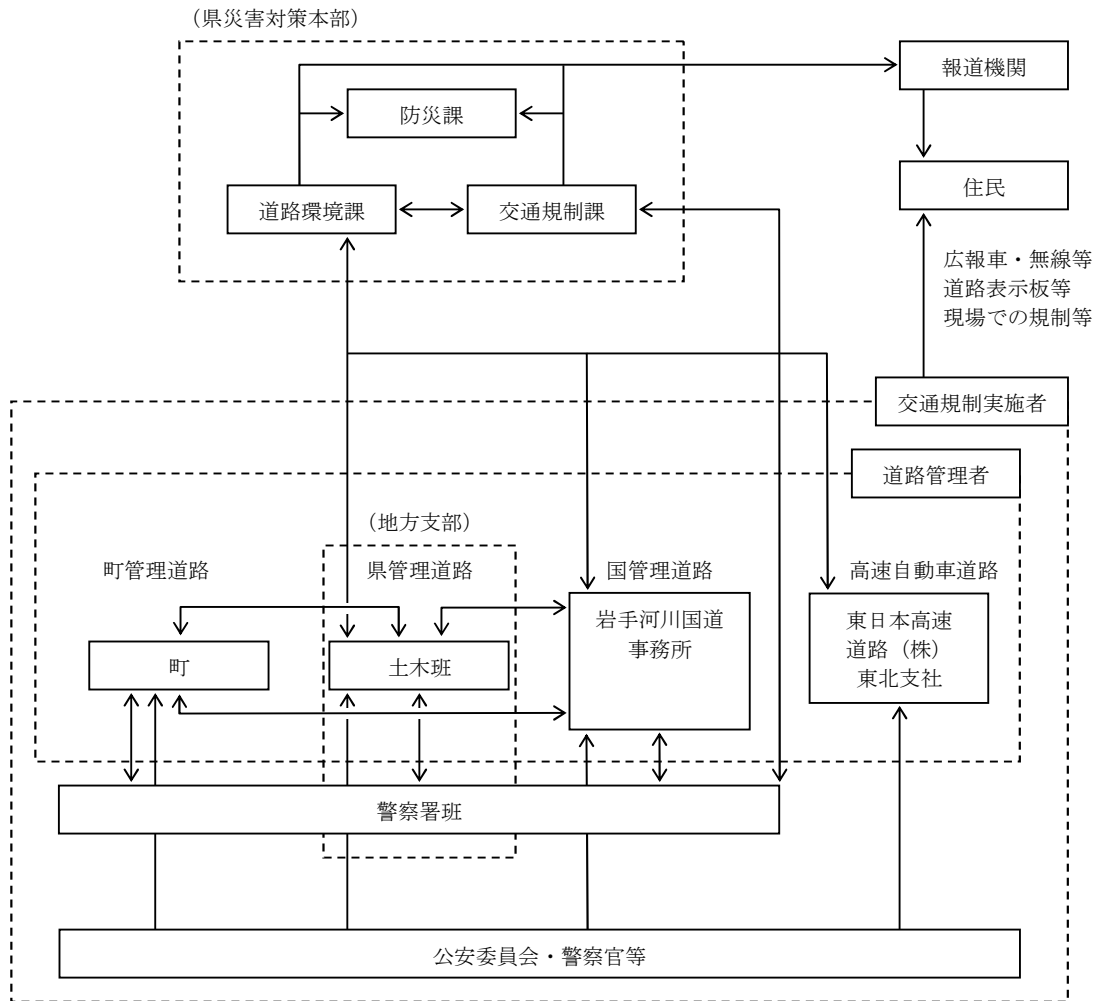 （県災害対策本部）
報道機関
防災課
住民
道路環境課
交通規制課
広報車・無線等
道路表示板等
現場での規制等
交通規制実施者
道路管理者
（地方支部）
町管理道路
県管理道路
国管理道路
高速自動車道路
岩手河川国道
事務所
東日本高速
道路（株）
東北支社
町
土木班
警察署班
公安委員会・警察官等